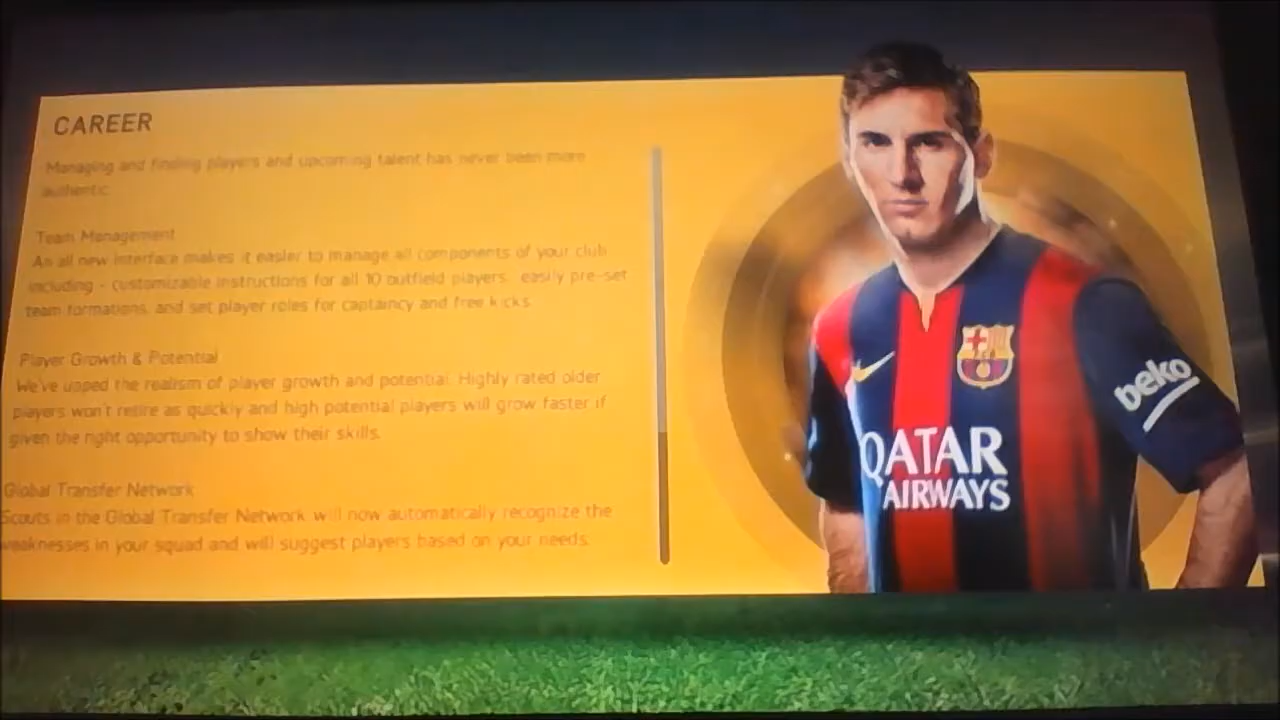 CAREER
Managing and finding players and upcoming talent has never been more
authentic.
Team Management
An all new interface makes it easier to manage all components of your club
including - customizable instructions for all 10 outfield players, easily pre-set
team formations, and set player roles for captaincy and free kicks.
Player Growth & Potential
We've upped the realism of player growth and potential. Highly rated older
players won't retire as quickly and high potential players will grow faster if
given the right opportunity to show their skills.
Global Transfer Network
Scouts in the Global Transfer Network will now automatically recognize the
weaknesses in your squad and will suggest players based on your needs.
beko
QATAR
AIRWAYS